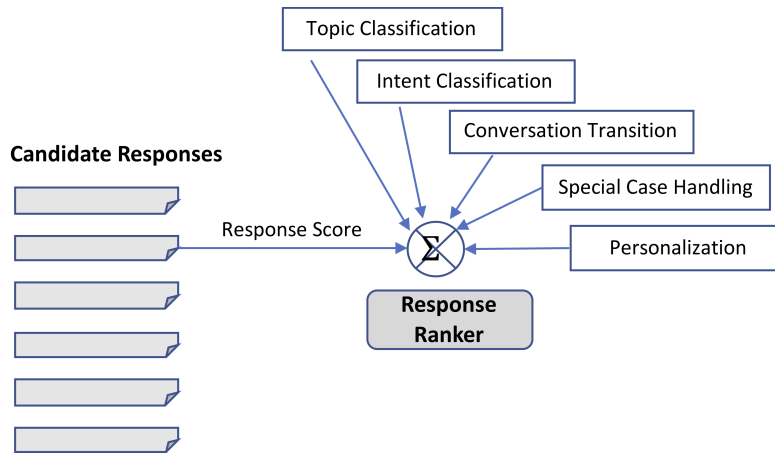 Topic Classification
Intent Classification
Conversation Transition
Candidate Responses
Special Case Handling
Response Score
Σ
Personalization
Response
Ranker